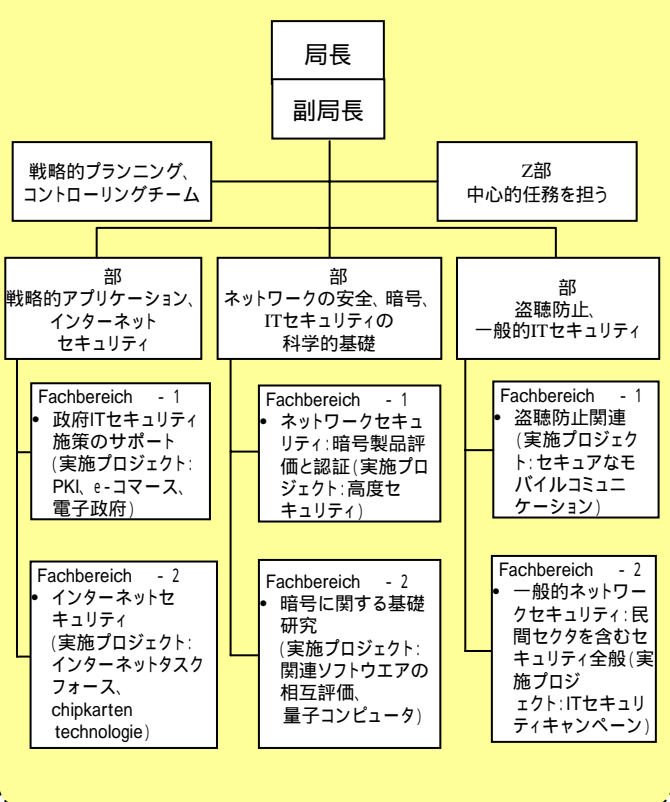 局長
副局長
戦略的プランニング、
コントローリングチーム
Z部
中心的任務を担う
部
戦略的アプリケーション、
インターネット
セキュリティ
部
ネットワークの安全、暗号、
ITセキュリティの
科学的基礎
部
盗聴防止、
一般的ITセキュリティ
Fachbereich - 1
• 政府ITセキュリティ
施策のサポート
(実施プロジェクト:
PKI、e-コマース、
電子政府)
Fachbereich - 1
• ネットワークセキュ
リティ:暗号製品評
価と認証(実施プロ
ジェクト:高度セ
キュリティ)
Fachbereich - 1
• 盗聴防止関連
(実施プロジェク
ト:セキュアなモ
バイルコミュニ
ケーション)
Fachbereich - 2
• インターネットセ
キュリティ
(実施プロジェクト:
インターネットタスク
フォース、
chipkarten
technologie)
Fachbereich - 2
• 暗号に関する基礎
研究
(実施プロジェクト:
関連ソフトウエアの
相互評価、
量子コンピュータ)
Fachbereich - 2
• 一般的ネットワー
クセキュリティ:民
間セクタを含むセ
キュリティ全般(実
施プロジ
ェクト:ITセキュリ
ティキャンペーン)